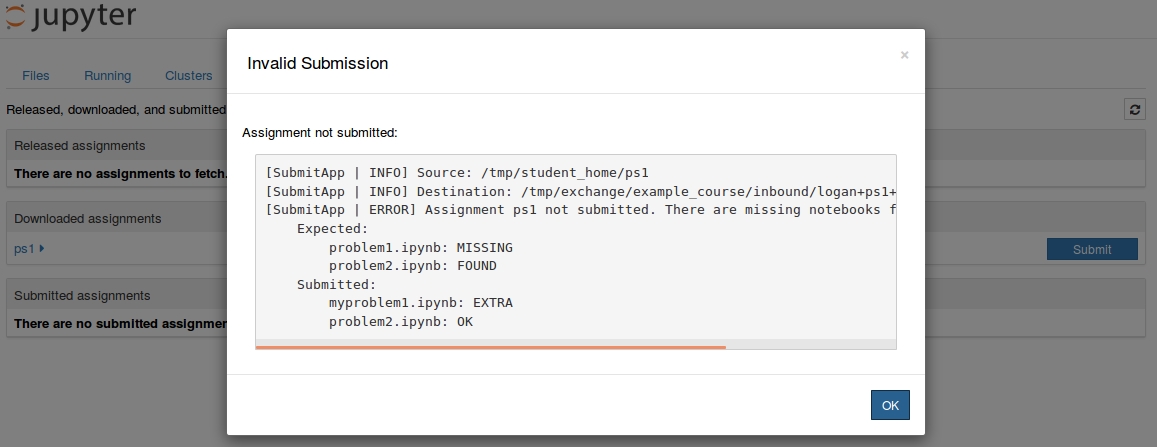 jupyter
Invalid Submission
×
Files Running Clusters
Released, downloaded, and submitted
Assignment not submitted:
Released assignments
There are no assignments to fetch.
[SubmitApp | INFO] Source: /tmp/student_home/ps1
[SubmitApp | INFO] Destination: /tmp/exchange/example_course/inbound/logan+ps1+
[SubmitApp | ERROR] Assignment ps1 not submitted. There are missing notebooks f
Expected:
problem1.ipynb: MISSING
problem2.ipynb: FOUND
Submitted:
myproblem1.ipynb: EXTRA
problem2.ipynb: OK
Downloaded assignments
ps1
Submit
Submitted assignments
There are no submitted assignmen
OK